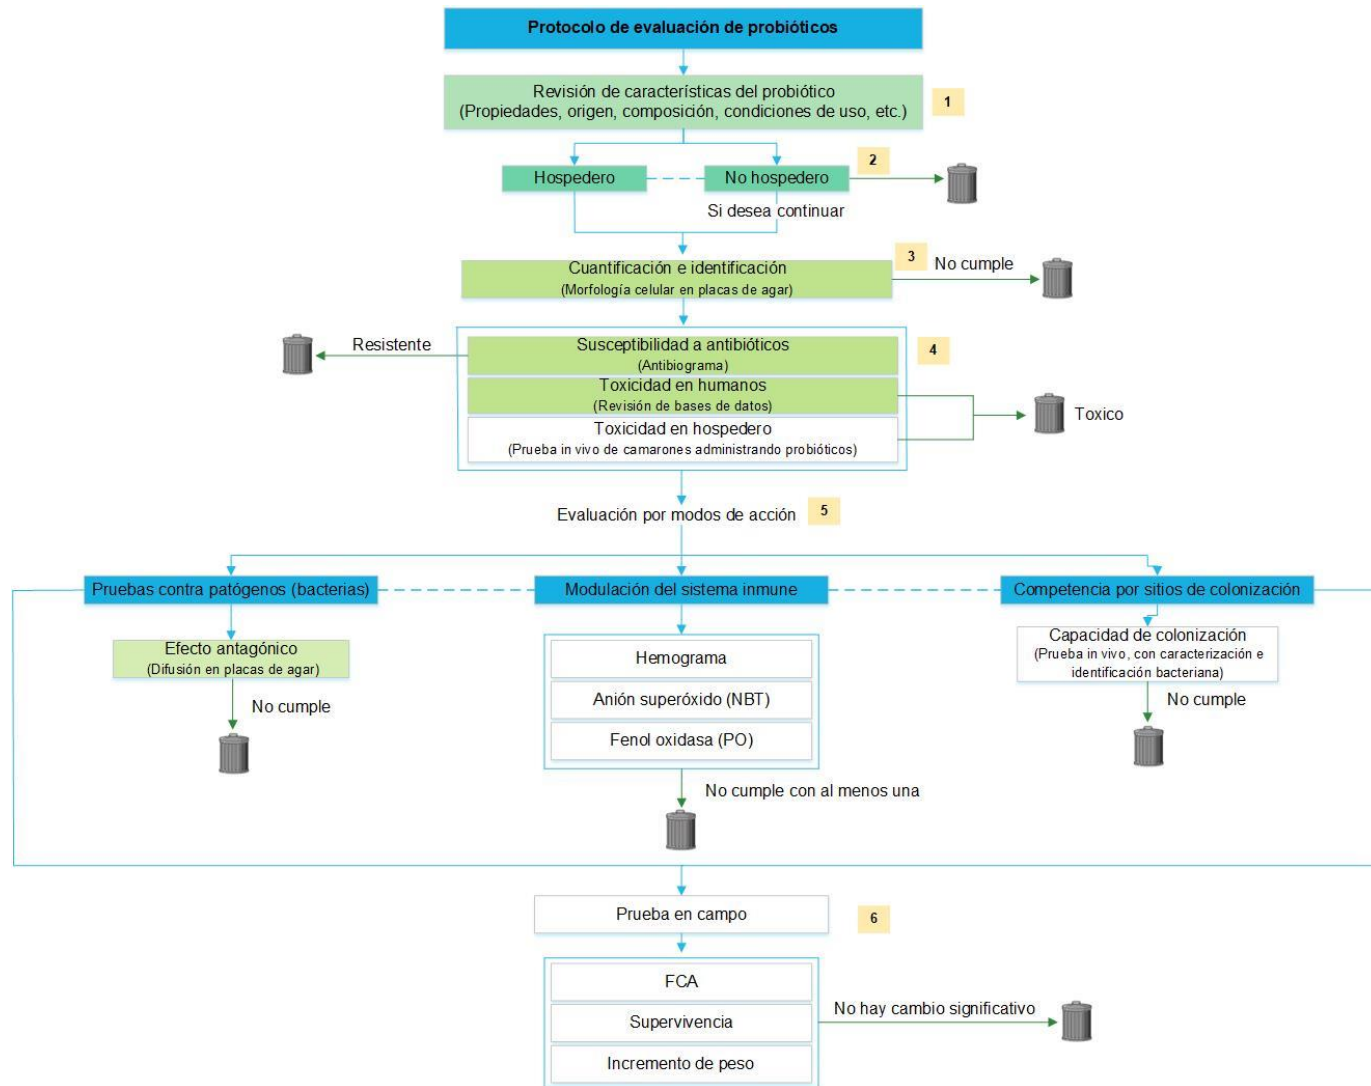 Protocolo de evaluación de probióticos
Revisión de características del probiótico
(Propiedades, origen, composición, condiciones de uso, etc.)
1
Hospedero
No hospedero
2
Si desea continuar
Cuantificación e identificación
(Morfología celular en placas de agar)
3
No cumple
Resistente
Susceptibilidad a antibióticos
(Antibiograma)
4
Toxicidad en humanos
(Revisión de bases de datos)
Toxico
Toxicidad en hospedero
(Prueba in vivo de camarones administrando probióticos)
Evaluación por modos de acción
5
Pruebas contra patógenos (bacterias)
Modulación del sistema inmune
Competencia por sitios de colonización
Efecto antagónico
(Difusión en placas de agar)
No cumple
Hemograma
Anión superóxido (NBT)
Fenol oxidasa (PO)
No cumple con al menos una
Capacidad de colonización
(Prueba in vivo, con caracterización e
identificación bacteriana)
No cumple
Prueba en campo
6
FCA
Supervivencia
Incremento de peso
No hay cambio significativo